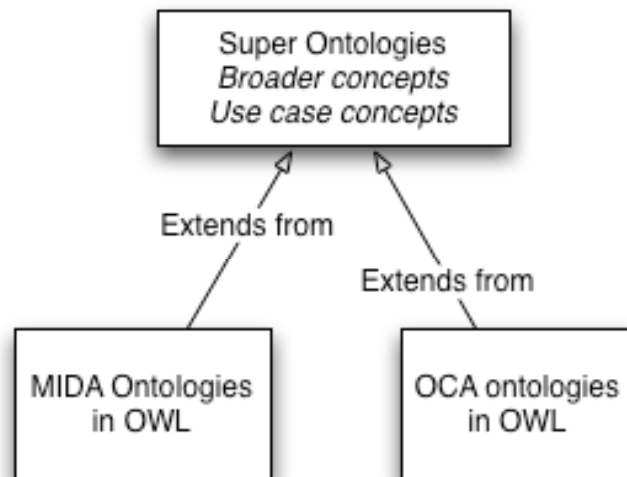 Super Ontologies
Broader concepts
Use case concepts
Extends from
Extends from
MIDA Ontologies
in OWL
OCA ontologies
in OWL